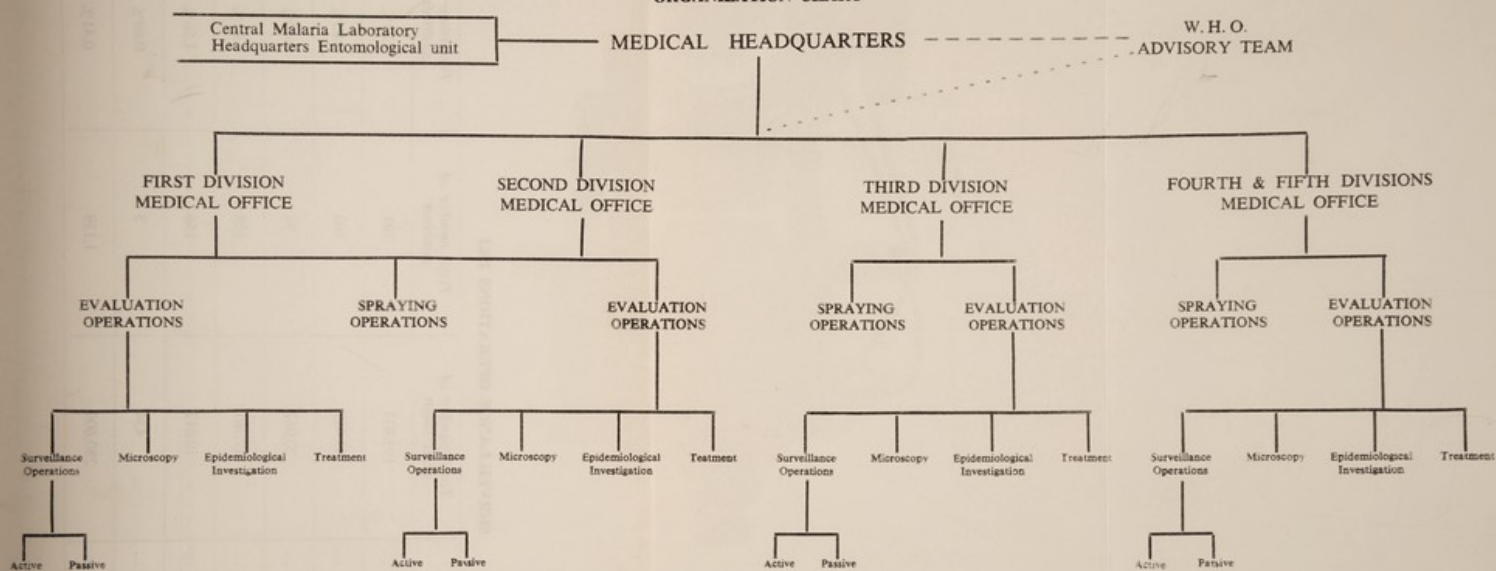 ORGANIZATION CHART
Central Malaria Laboratory
Headquarters Entomological unit
MEDICAL HEADQUARTERS
W. H. O.
ADVISORY TEAM
FIRST DIVISION
MEDICAL OFFICE
SECOND DIVISION
MEDICAL OFFICE
THIRD DIVISION
MEDICAL OFFICE
FOURTH & FIFTH DIVISIONS
MEDICAL OFFICE
EVALUATION
OPERATIONS
SPRAYING
OPERATIONS
EVALUATION
OPERATIONS
SPRAYING
OPERATIONS
EVALUATION
OPERATIONS
SPRAYING
OPERATIONS
EVALUATION
OPERATIONS
Surveillance
Operations
Microscopy
Epidemiological
Investigation
Treatment
Surveillance
Operations
Microscopy
Epidemiological
Investigation
Teatment
Surveillance
Operations
Microscopy
Epidemiological
Investigation
Treatment
Surveillance
Operations
Microscopy
Epidemiological
Investigation
Treatment
Active
Passive
Active
Passive
Active
Passive
Active
Passive